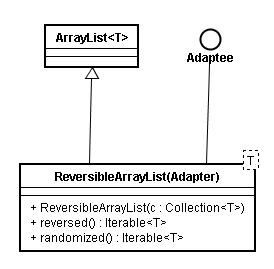 ArrayList<T>
Adaptee
T
ReversibleArrayList(Adapter)
+ ReversibleArrayList(c : Collection<T>)
+ reversed() : Iterable<T>
+ randomized() : Iterable<T>